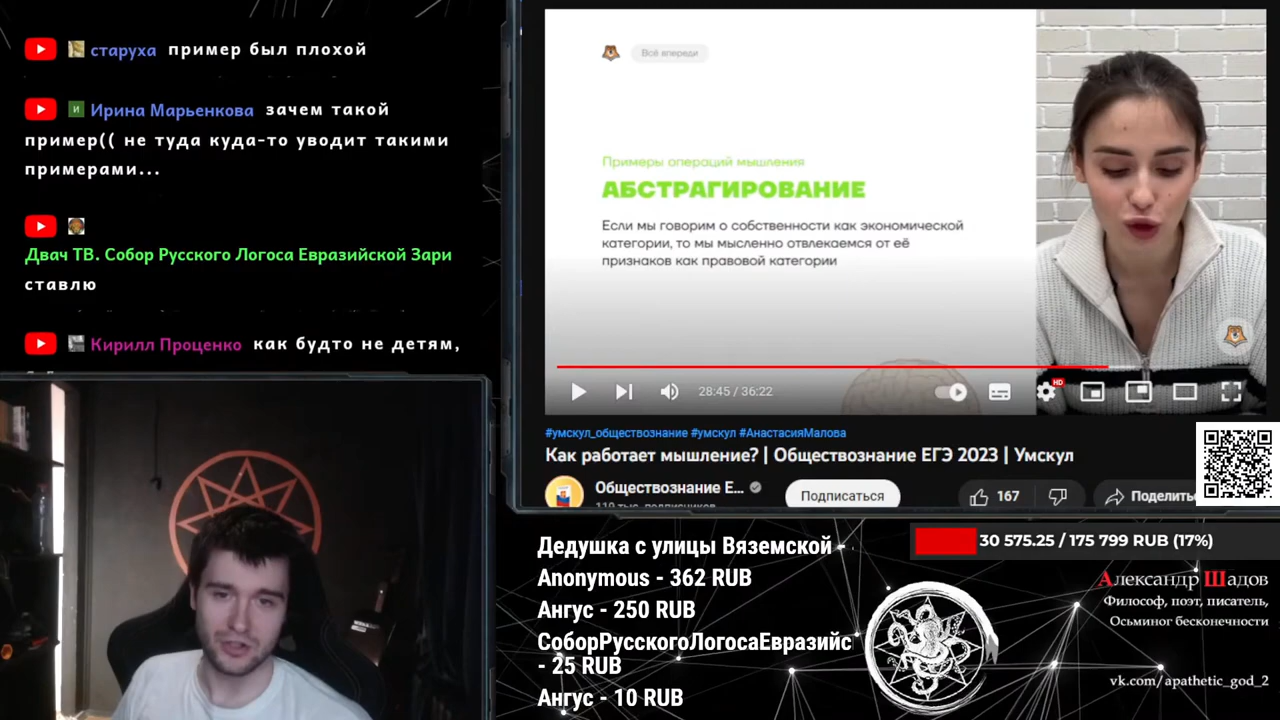 старуха пример был плохой
Ирина Марьенкова зачем такой
пример(( не туда куда-то уводит такими
примерами...
Двач ТВ. Собор Русского Логоса Евразийской Зари
ставлю
Кирилл Проценко как будто не детям,
Всё впереди
Примеры операций мышления
АБСТРАГИРОВАНИЕ
Если мы говорим о собственности как экономической
категории, то мы мысленно отвлекаемся от её
признаков как правовой категории
28:45 / 36:22
HD
#умскул_обществознание #умскул #АнастасияМалова
Как работает мышление? | Обществознание ЕГЭ 2023 | Умскул
Обществознание Е...
Подписаться
167
Поделить
Дедушка с улицы Вяземской -
Anonymous - 362 RUB
Ангус - 250 RUB
СоборРусскогоЛогосаЕвразийс
- 25 RUB
Ангус - 10 RUB
30 575.25 / 175 799 RUB (17%)
Александр Шадов
Философ, поэт, писатель,
Осьминог бесконечности
vk.com/apathetic_god_2